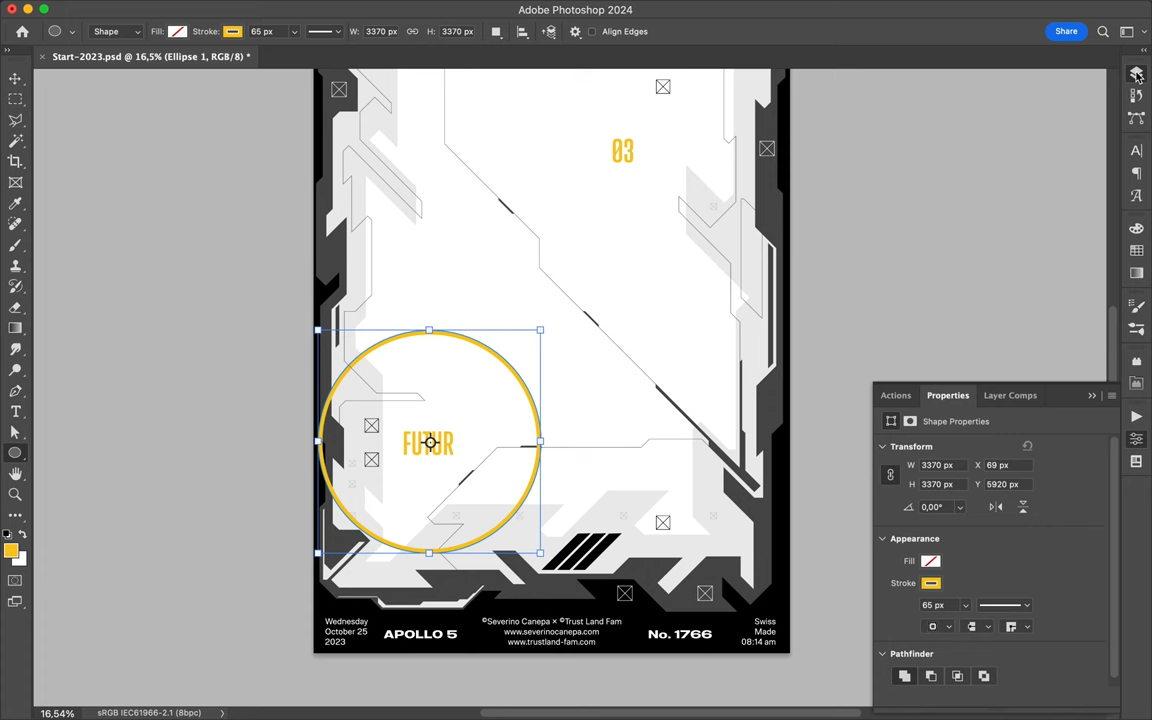 Adobe Photoshop 2024
Shape
Fill:
Stroke:
65 px
W: 3370 px
H: 3370 px
Align Edges
Share
Start-2023.psd @ 16,5% (Ellipse 1, RGB/8) *
03
FUTUR
Actions
Properties
Layer Comps
Shape Properties
Transform
W 3370 px X 69 px
H 3370 px Y 5920 px
0,00°
Appearance
Fill
Stroke
65 px
Pathfinder
Wednesday
October 25
2023
APOLLO 5
©Severino Canepa × ©Trust Land Fam
www.severinocanepa.com
www.trustland-fam.com
No. 1766
Swiss
Made
08:14 am
16,54%
sRGB IEC61966-2.1 (8bpc)